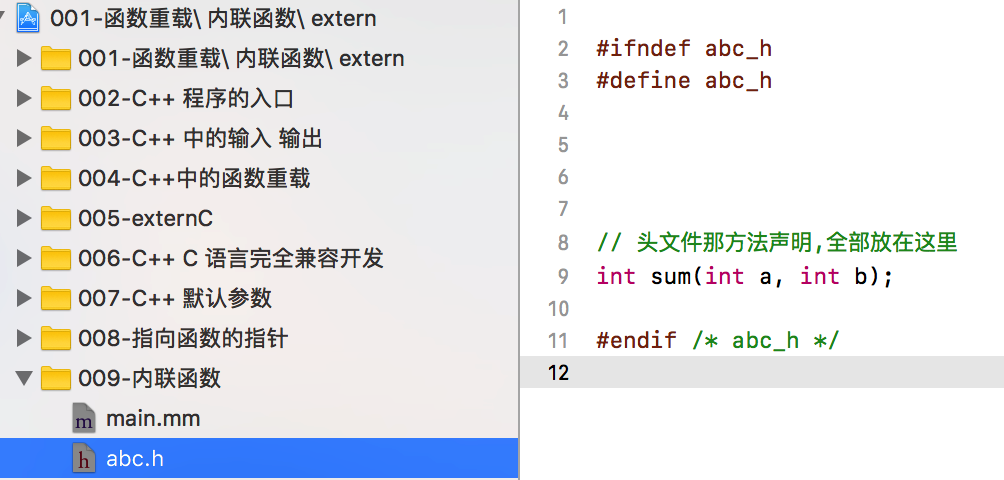 001-函数重载\ 内联函数\ extern
001-函数重载\ 内联函数\ extern
002-C++ 程序的入口
003-C++ 中的输入 输出
004-C++中的函数重载
005-externC
006-C++ C 语言完全兼容开发
007-C++ 默认参数
008-指向函数的指针
009-内联函数
m main.mm
h abc.h
1
2 #ifndef abc_h
3 #define abc_h
4
5
6
7
8 // 头文件那方法声明,全部放在这里
9 int sum(int a, int b);
10
11 #endif /* abc_h */
12